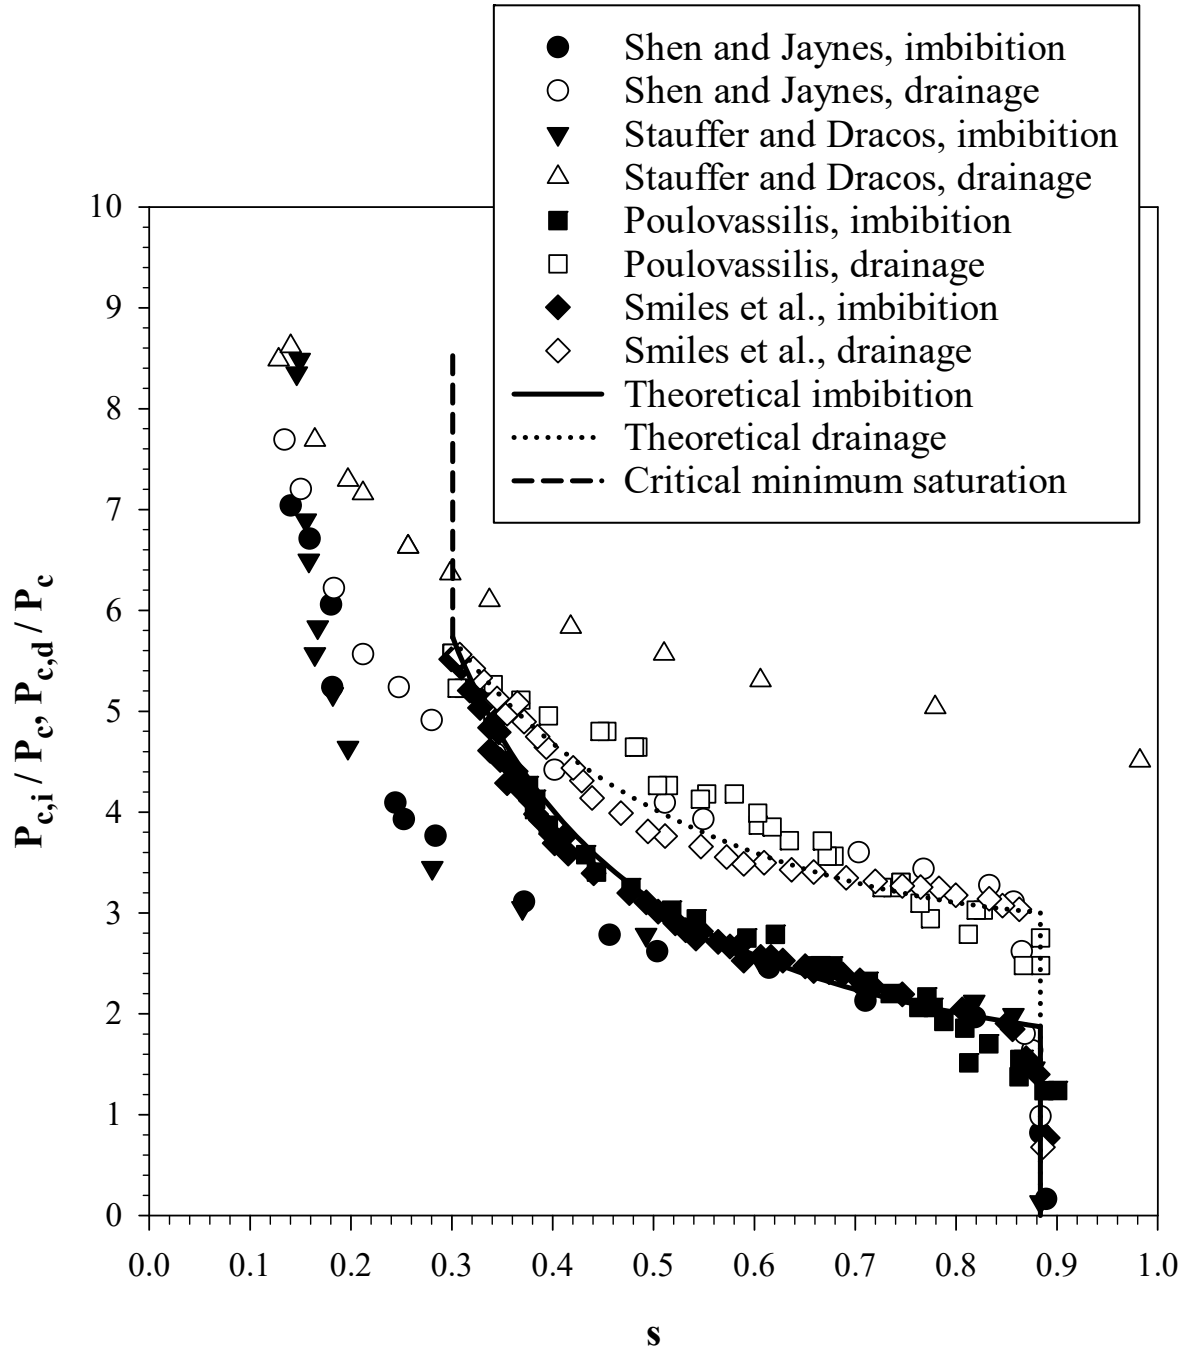 Shen and Jaynes, imbibition
Shen and Jaynes, drainage
Stauffer and Dracos, imbibition
Stauffer and Dracos, drainage
Poulovassilis, imbibition
Poulovassilis, drainage
Smiles et al., imbibition
Smiles et al., drainage
Theoretical imbibition
Theoretical drainage
Critical minimum saturation
P_c,i / P_c, P_c,d / P_c
10
9
8
7
6
5
4
3
2
1
0
0.0 0.1 0.2 0.3 0.4 0.5 0.6 0.7 0.8 0.9 1.0
s